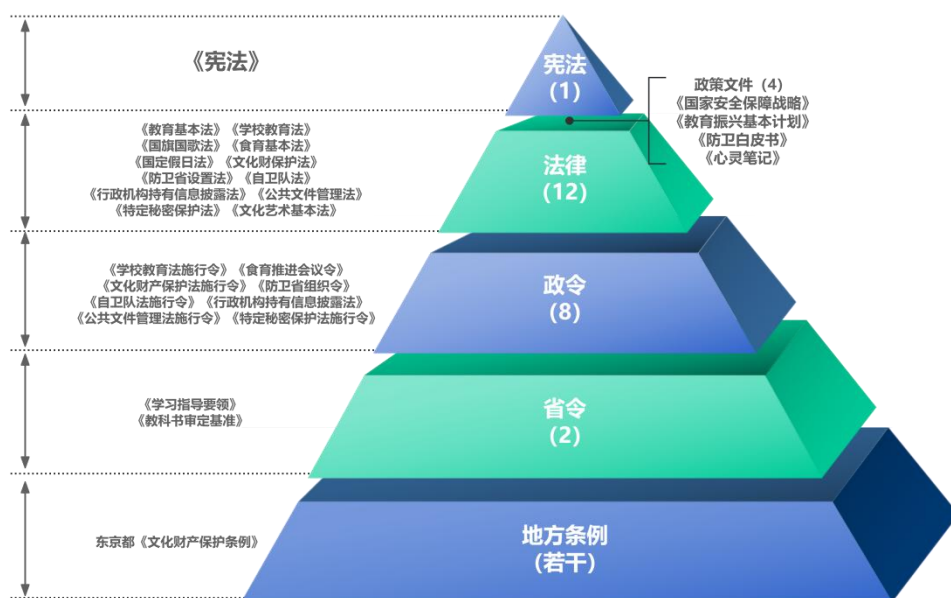 《宪法》
宪法
(1)
政策文件(4)
《国家安全保障战略》
《教育振兴基本计划》
《防卫白皮书》
《心灵笔记》
《教育基本法》《学校教育法》
《国旗国歌法》《食育基本法》
《国定假日法》《文化财保护法》
《防卫省设置法》《自卫队法》
《行政机构持有信息披露法》《公共文件管理法》
《特定秘密保护法》《文化艺术基本法》
法律
(12)
《学校教育法施行令》《食育推进会议令》
《文化财产保护法施行令》《防卫省组织令》
《自卫队法施行令》《行政机构持有信息披露法》
《公共文件管理法施行令》《特定秘密保护法施行令》
政令
(8)
《学习指导要领》
《教科书审定基准》
省令
(2)
东京都《文化财产保护条例》
地方条例
(若干)